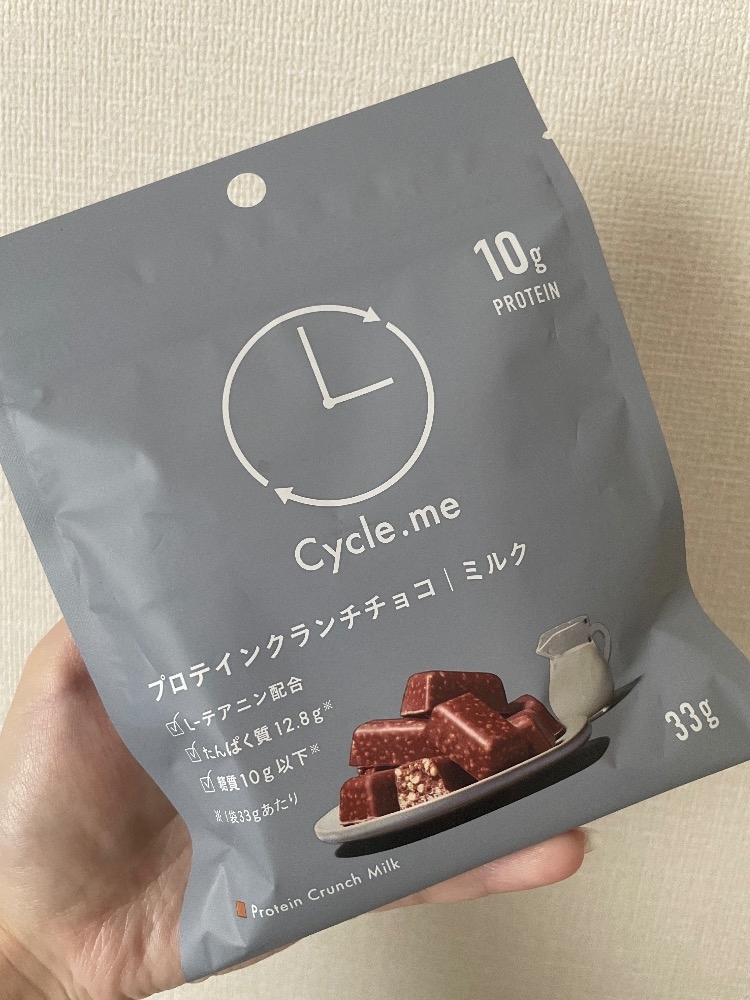 10g
PROTEIN
Cycle.me
プロテインクランチチョコ｜ミルク
L-テアニン配合
たんぱく質12.8g※
糖質10g以下※
※1袋33gあたり
33g
Protein Crunch Milk